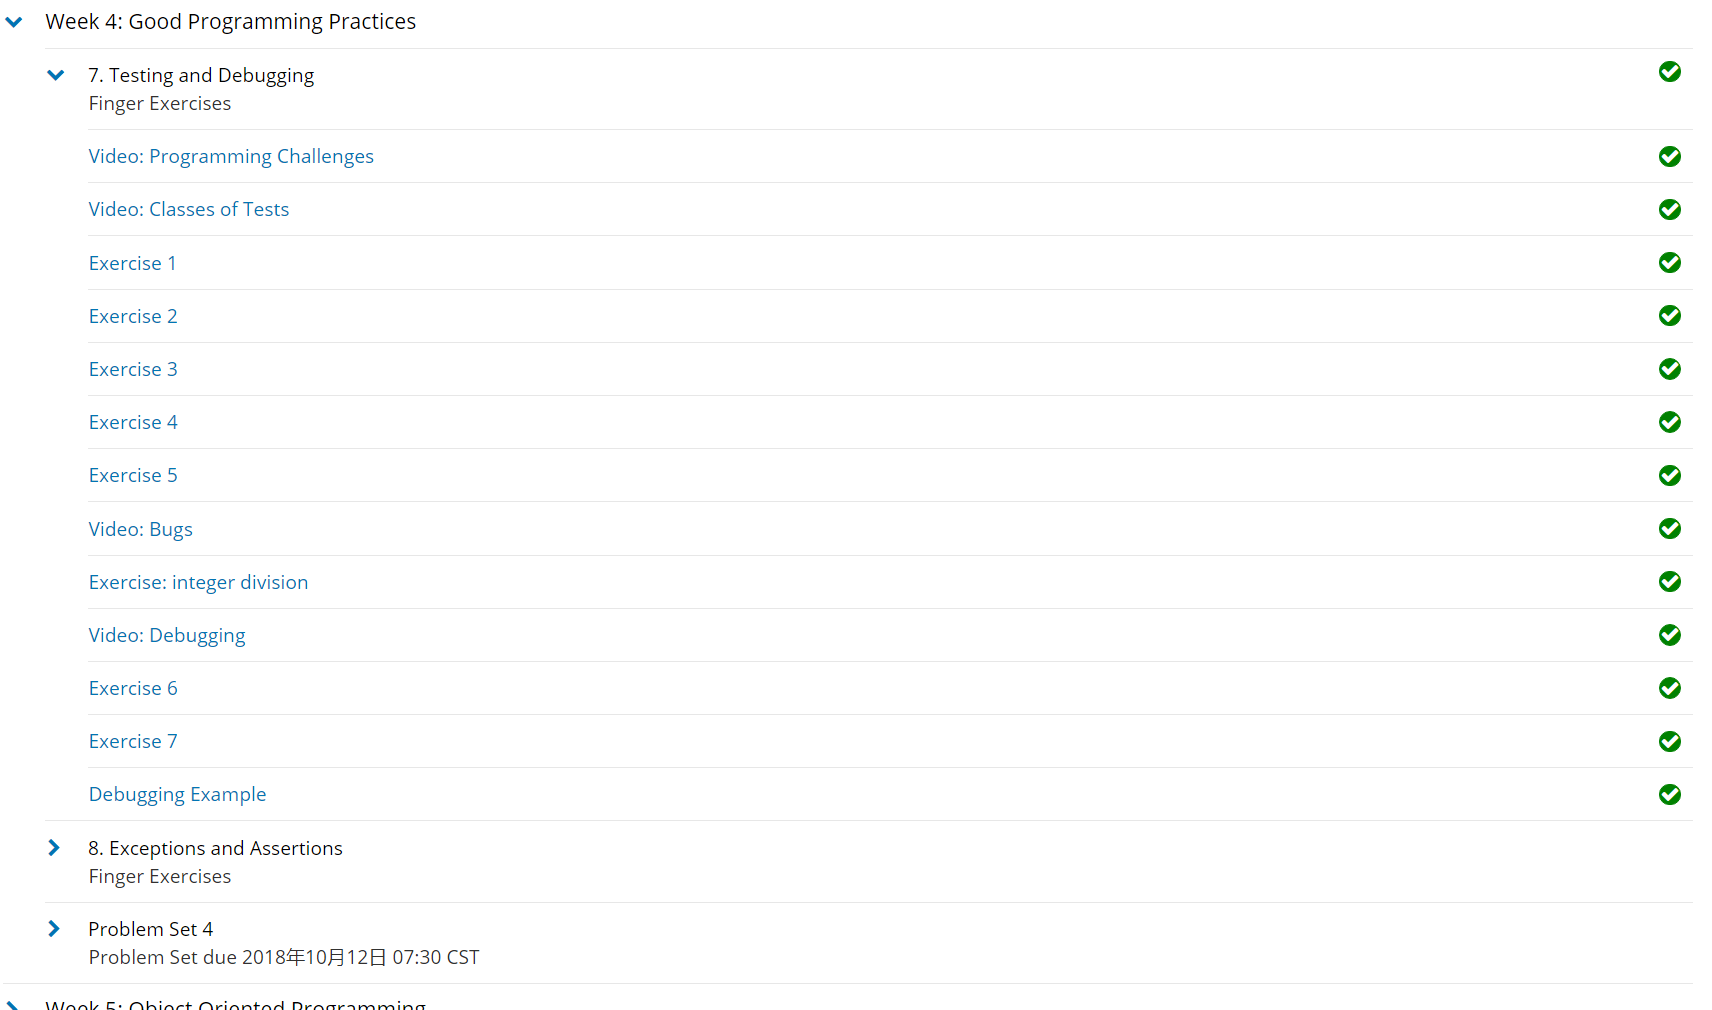 Week 4: Good Programming Practices
7. Testing and Debugging
Finger Exercises
Video: Programming Challenges
Video: Classes of Tests
Exercise 1
Exercise 2
Exercise 3
Exercise 4
Exercise 5
Video: Bugs
Exercise: integer division
Video: Debugging
Exercise 6
Exercise 7
Debugging Example
8. Exceptions and Assertions
Finger Exercises
Problem Set 4
Problem Set due 2018年10月12日 07:30 CST
Week 5: Object Oriented Programming